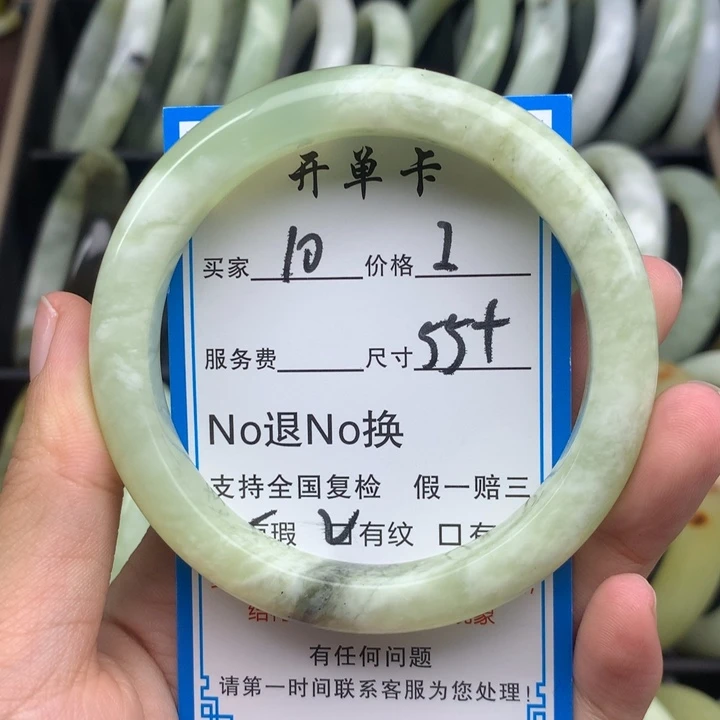 开单卡
买家 10 价格 1
服务费 尺寸 55+
No退No换
支持全国复检 假一赔三
瑕 有纹 有
有任何问题
请第一时间联系客服为您处理!